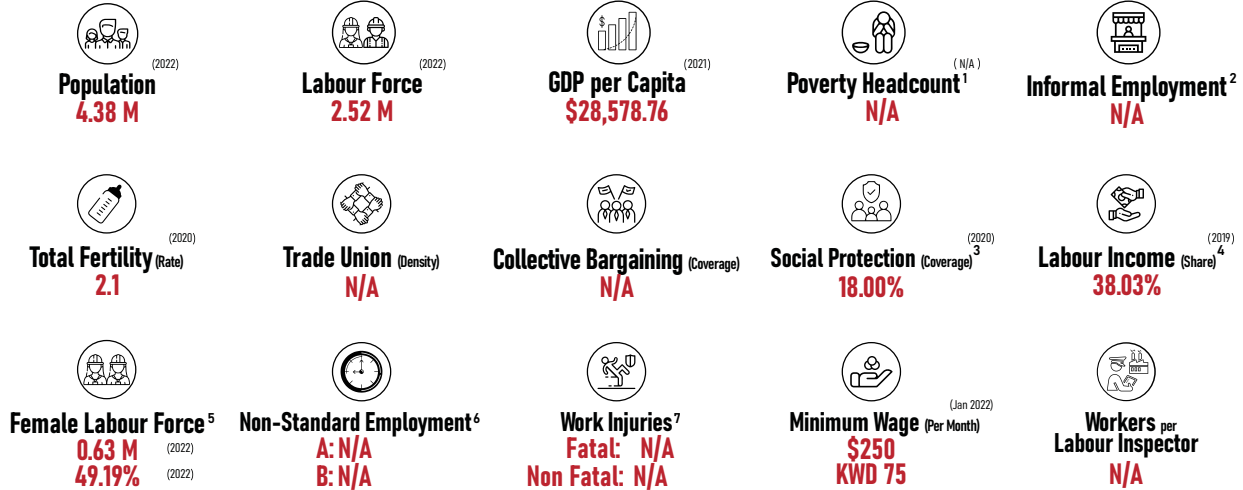 (2022)
Population
4.38 M
(2022)
Labour Force
2.52 M
$
(2021)
GDP per Capita
$28,578.76
( N/A )
Poverty Headcount 1
N/A
Informal Employment 2
N/A
(2020)
Total Fertility (Rate)
2.1
Trade Union (Density)
N/A
Collective Bargaining (Coverage)
N/A
(2020)
Social Protection (Coverage) 3
18.00%
(2019)
Labour Income (Share) 4
38.03%
Female Labour Force 5
0.63 M (2022)
49.19% (2022)
Non-Standard Employment 6
A: N/A
B: N/A
Work Injuries 7
Fatal: N/A
Non Fatal: N/A
(Jan 2022)
Minimum Wage (Per Month)
$250
KWD 75
Workers per
Labour Inspector
N/A